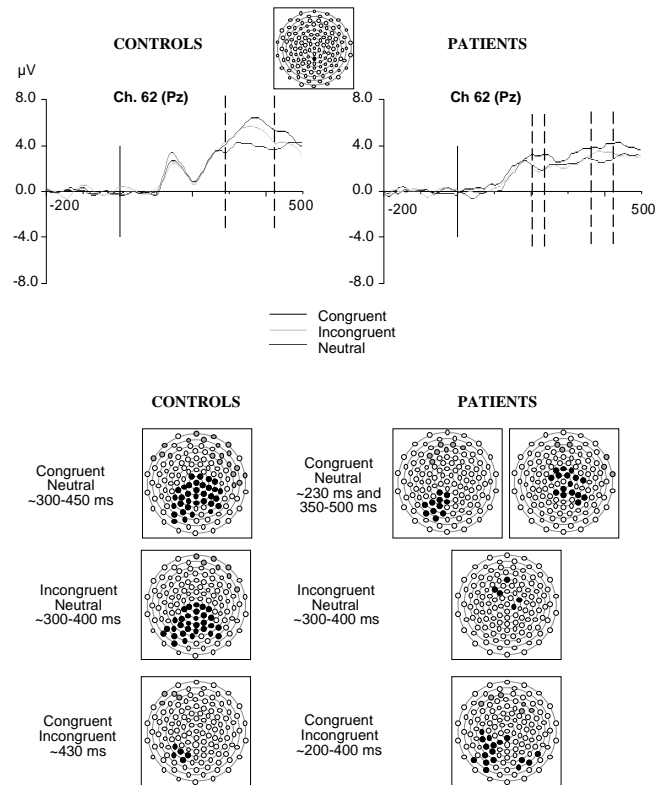 CONTROLS
PATIENTS
µV
8.0
4.0
0.0
-4.0
-8.0
Ch. 62 (Pz)
-200
500
8.0
4.0
0.0
-4.0
-8.0
Ch 62 (Pz)
-200
500
Congruent
Incongruent
Neutral
CONTROLS
PATIENTS
Congruent
Neutral
~300-450 ms
Congruent
Neutral
~230 ms and
350-500 ms
Incongruent
Neutral
~300-400 ms
Incongruent
Neutral
~300-400 ms
Congruent
Incongruent
~430 ms
Congruent
Incongruent
~200-400 ms